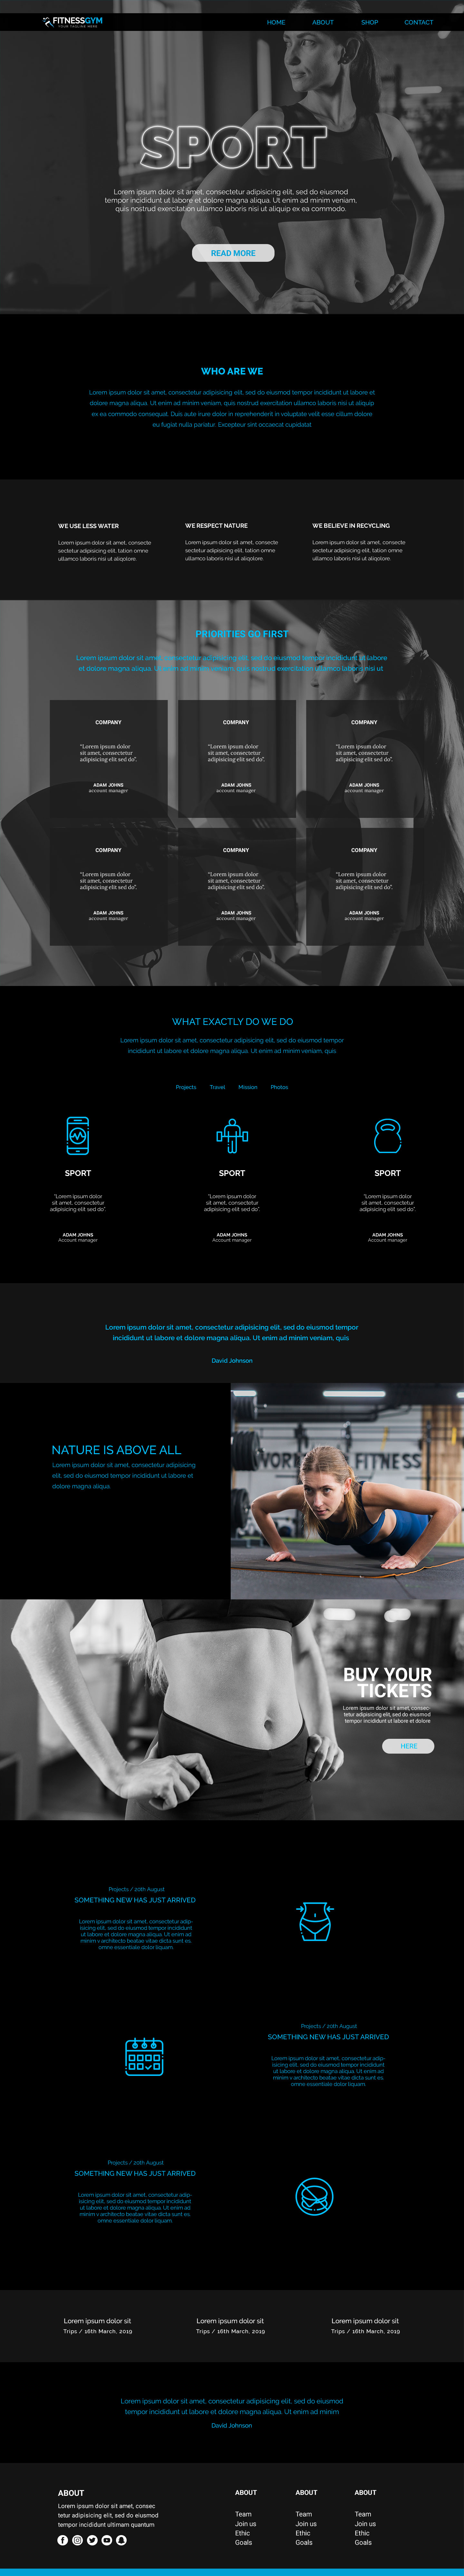 FITNESSGYM
YOUR TAGLINE HERE
HOME ABOUT SHOP CONTACT
SPORT
Lorem ipsum dolor sit amet, consectetur adipisicing elit, sed do eiusmod
tempor incididunt ut labore et dolore magna aliqua. Ut enim ad minim veniam,
quis nostrud exercitation ullamco laboris nisi ut aliquip ex ea commodo.
READ MORE
WHO ARE WE
Lorem ipsum dolor sit amet, consectetur adipisicing elit, sed do eiusmod tempor incididunt ut labore et
dolore magna aliqua. Ut enim ad minim veniam, quis nostrud exercitation ullamco laboris nisi ut aliquip
ex ea commodo consequat. Duis aute irure dolor in reprehenderit in voluptate velit esse cillum dolore
eu fugiat nulla pariatur. Excepteur sint occaecat cupidatat
WE USE LESS WATER
Lorem ipsum dolor sit amet, consecte
sectetur adipisicing elit, tation omne
ullamco laboris nisi ut aliqolore.
WE RESPECT NATURE
Lorem ipsum dolor sit amet, consecte
sectetur adipisicing elit, tation omne
ullamco laboris nisi ut aliqolore.
WE BELIEVE IN RECYCLING
Lorem ipsum dolor sit amet, consecte
sectetur adipisicing elit, tation omne
ullamco laboris nisi ut aliqolore.
PRIORITIES GO FIRST
Lorem ipsum dolor sit amet, consectetur adipisicing elit, sed do eiusmod tempor incididunt ut labore
et dolore magna aliqua. Ut enim ad minim veniam, quis nostrud exercitation ullamco laboris nisi ut
COMPANY
"Lorem ipsum dolor
sit amet, consectetur
adipisicing elit sed do".
ADAM JOHNS
account manager
COMPANY
"Lorem ipsum dolor
sit amet, consectetur
adipisicing elit sed do".
ADAM JOHNS
account manager
COMPANY
"Lorem ipsum dolor
sit amet, consectetur
adipisicing elit sed do".
ADAM JOHNS
account manager
COMPANY
"Lorem ipsum dolor
sit amet, consectetur
adipisicing elit sed do".
ADAM JOHNS
account manager
COMPANY
"Lorem ipsum dolor
sit amet, consectetur
adipisicing elit sed do".
ADAM JOHNS
account manager
COMPANY
"Lorem ipsum dolor
sit amet, consectetur
adipisicing elit sed do".
ADAM JOHNS
account manager
WHAT EXACTLY DO WE DO
Lorem ipsum dolor sit amet, consectetur adipisicing elit, sed do eiusmod tempor
incididunt ut labore et dolore magna aliqua. Ut enim ad minim veniam, quis
Projects Travel Mission Photos
SPORT
"Lorem ipsum dolor
sit amet, consectetur
adipisicing elit sed do".
ADAM JOHNS
Account manager
SPORT
"Lorem ipsum dolor
sit amet, consectetur
adipisicing elit sed do".
ADAM JOHNS
Account manager
SPORT
"Lorem ipsum dolor
sit amet, consectetur
adipisicing elit sed do".
ADAM JOHNS
Account manager
Lorem ipsum dolor sit amet, consectetur adipisicing elit, sed do eiusmod tempor
incididunt ut labore et dolore magna aliqua. Ut enim ad minim veniam, quis
David Johnson
NATURE IS ABOVE ALL
Lorem ipsum dolor sit amet, consectetur adipisicing
elit, sed do eiusmod tempor incididunt ut labore et
dolore magna aliqua
FITNESS
BUY YOUR
TICKETS
Lorem ipsum dolor sit amet, consec-
tetur adipisicing elit, sed do eiusmod
tempor incididunt ut labore et dolore
HERE
Projects / 20th August
SOMETHING NEW HAS JUST ARRIVED
Lorem ipsum dolor sit amet, consectetur adip-
isicing elit, sed do eiusmod tempor incididunt
ut labore et dolore magna aliqua. Ut enim ad
minim v architecto beatae vitae dicta sunt es,
omne essentiale dolor liquam .
Projects / 20th August
SOMETHING NEW HAS JUST ARRIVED
Lorem ipsum dolor sit amet, consectetur adip-
isicing elit, sed do eiusmod tempor incididunt
ut labore et dolore magna aliqua. Ut enim ad
minim v architecto beatae vitae dicta sunt es,
omne essentiale dolor liquam .
Projects / 20th August
SOMETHING NEW HAS JUST ARRIVED
Lorem ipsum dolor sit amet, consectetur adip-
isicing elit, sed do eiusmod tempor incididunt
ut labore et dolore magna aliqua. Ut enim ad
minim v architecto beatae vitae dicta sunt es,
omne essentiale dolor liquam .
Lorem ipsum dolor sit
Trips / 16th March, 2019
Lorem ipsum dolor sit
Trips / 16th March, 2019
Lorem ipsum dolor sit
Trips / 16th March, 2019
Lorem ipsum dolor sit amet, consectetur adipisicing elit, sed do eiusmod
tempor incididunt ut labore et dolore magna aliqua. Ut enim ad minim
David Johnson
ABOUT
Lorem ipsum dolor sit amet, consec
tetur adipisicing elit, sed do eiusmod
tempor incididunt ultimam quantum
ABOUT
Team
Join us
Ethic
Goals
ABOUT
Team
Join us
Ethic
Goals
ABOUT
Team
Join us
Ethic
Goals